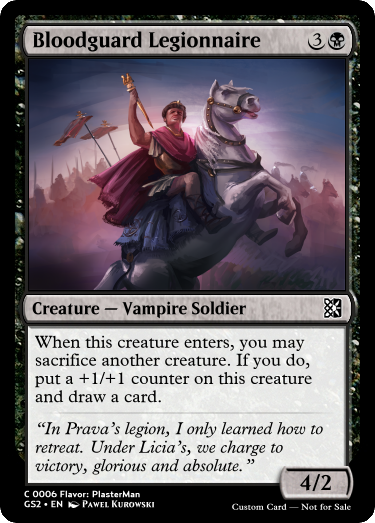 Bloodguard Legionnaire 3
Creature — Vampire Soldier
When this creature enters, you may
sacrifice another creature. If you do,
put a +1/+1 counter on this creature
and draw a card.
“In Prava’s legion, I only learned how to
retreat. Under Licia’s, we charge to
victory, glorious and absolute.”
4/2
C 0006 Flavor: PlasterMan
GS2 • EN Pawel Kurowski
Custom Card — Not for Sale